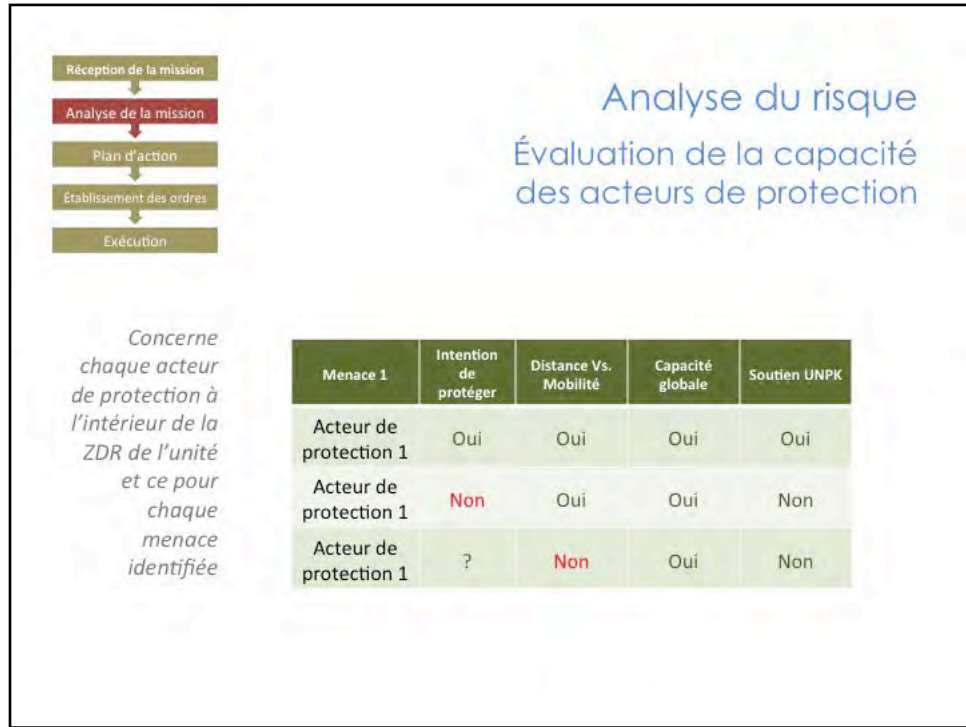 Réception de la mission
Analyse de la mission
Plan d'action
Établissement des ordres
Exécution
Analyse du risque
Évaluation de la capacité
des acteurs de protection
Concerne
chaque acteur
de protection à
l'intérieur de la
ZDR de l'unité
et ce pour
chaque
menace
identifiée
Menace 1
Intention
de
protéger
Distance Vs.
Mobilité
Capacité
globale
Soutien UNPK
Acteur de
protection 1
Oui
Oui
Oui
Oui
Acteur de
protection 1
Non
Oui
Oui
Non
Acteur de
protection 1
?
Non
Oui
Non